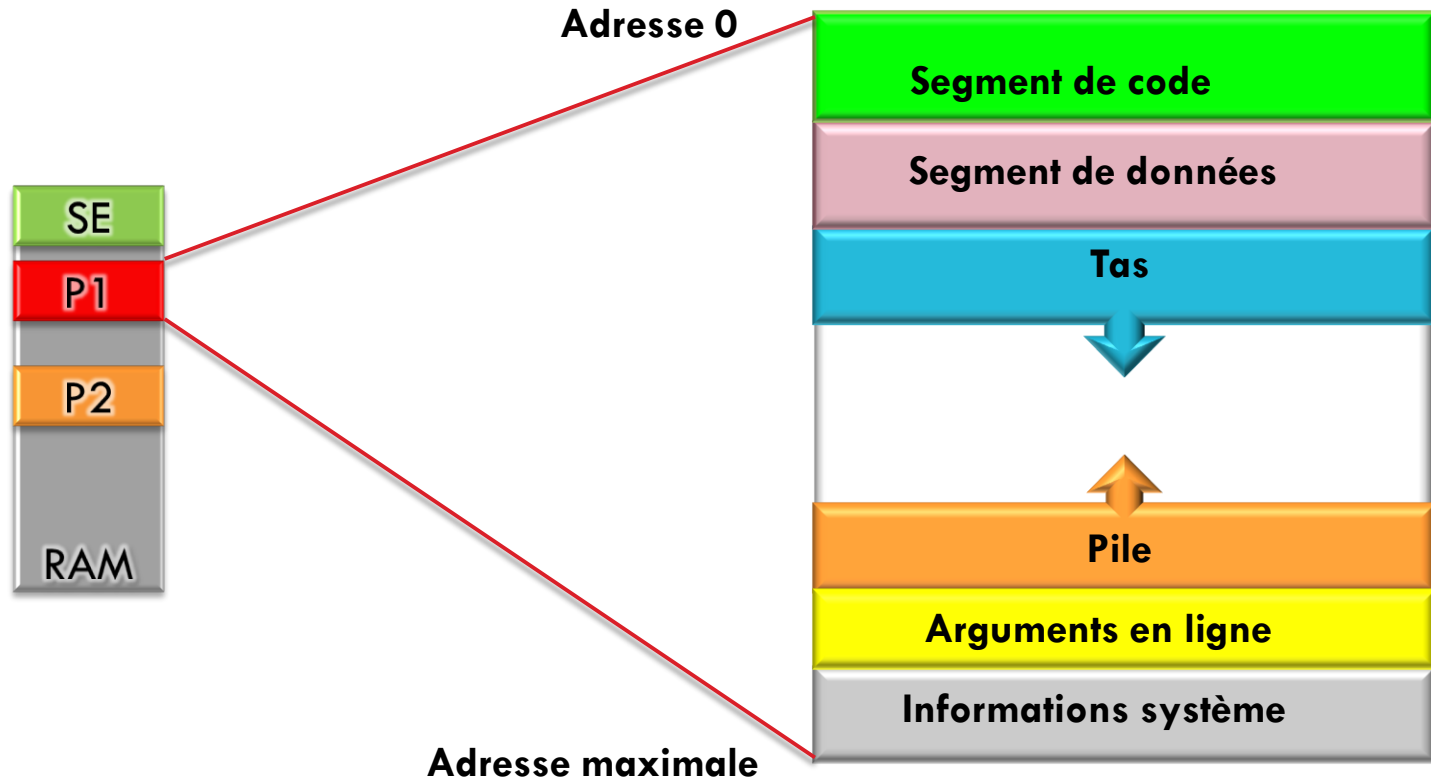 Adresse 0
SE
P1
P2
RAM
Segment de code
Segment de données
Tas
Pile
Arguments en ligne
Informations système
Adresse maximale